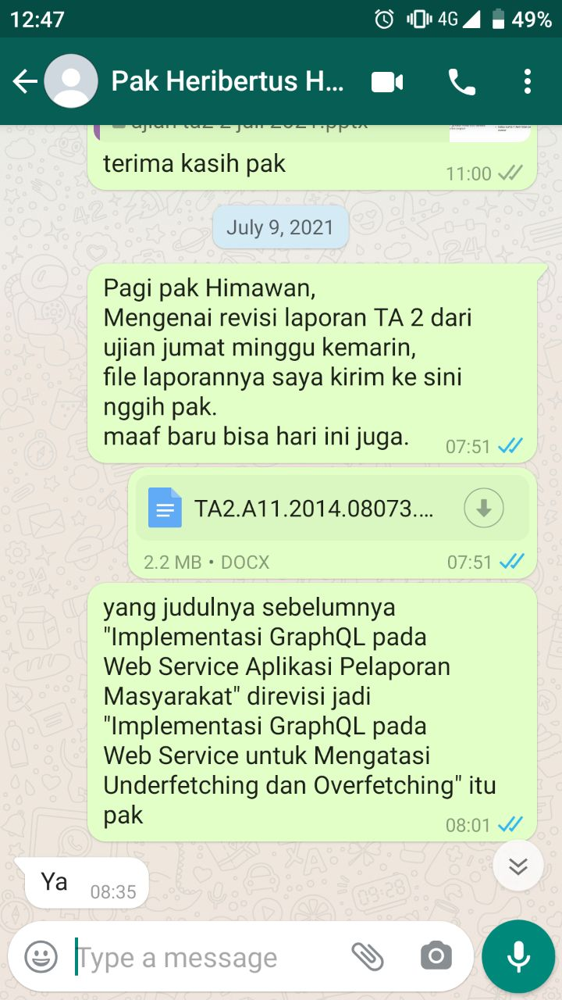 12:47
4G
49%
Pak Heribertus H...
ujian ta2 2 juli 2021.pptx
terima kasih pak
11:00
July 9, 2021
Pagi pak Himawan,
Mengenai revisi laporan TA 2 dari
ujian jumat minggu kemarin,
file laporannya saya kirim ke sini
nggih pak.
maaf baru bisa hari ini juga.
07:51
TA2.A11.2014.08073....
2.2 MB • DOCX
07:51
yang judulnya sebelumnya
"Implementasi GraphQL pada
Web Service Aplikasi Pelaporan
Masyarakat" direvisi jadi
"Implementasi GraphQL pada
Web Service untuk Mengatasi
Underfetching dan Overfetching" itu
pak
08:01
Ya
08:35
Type a message